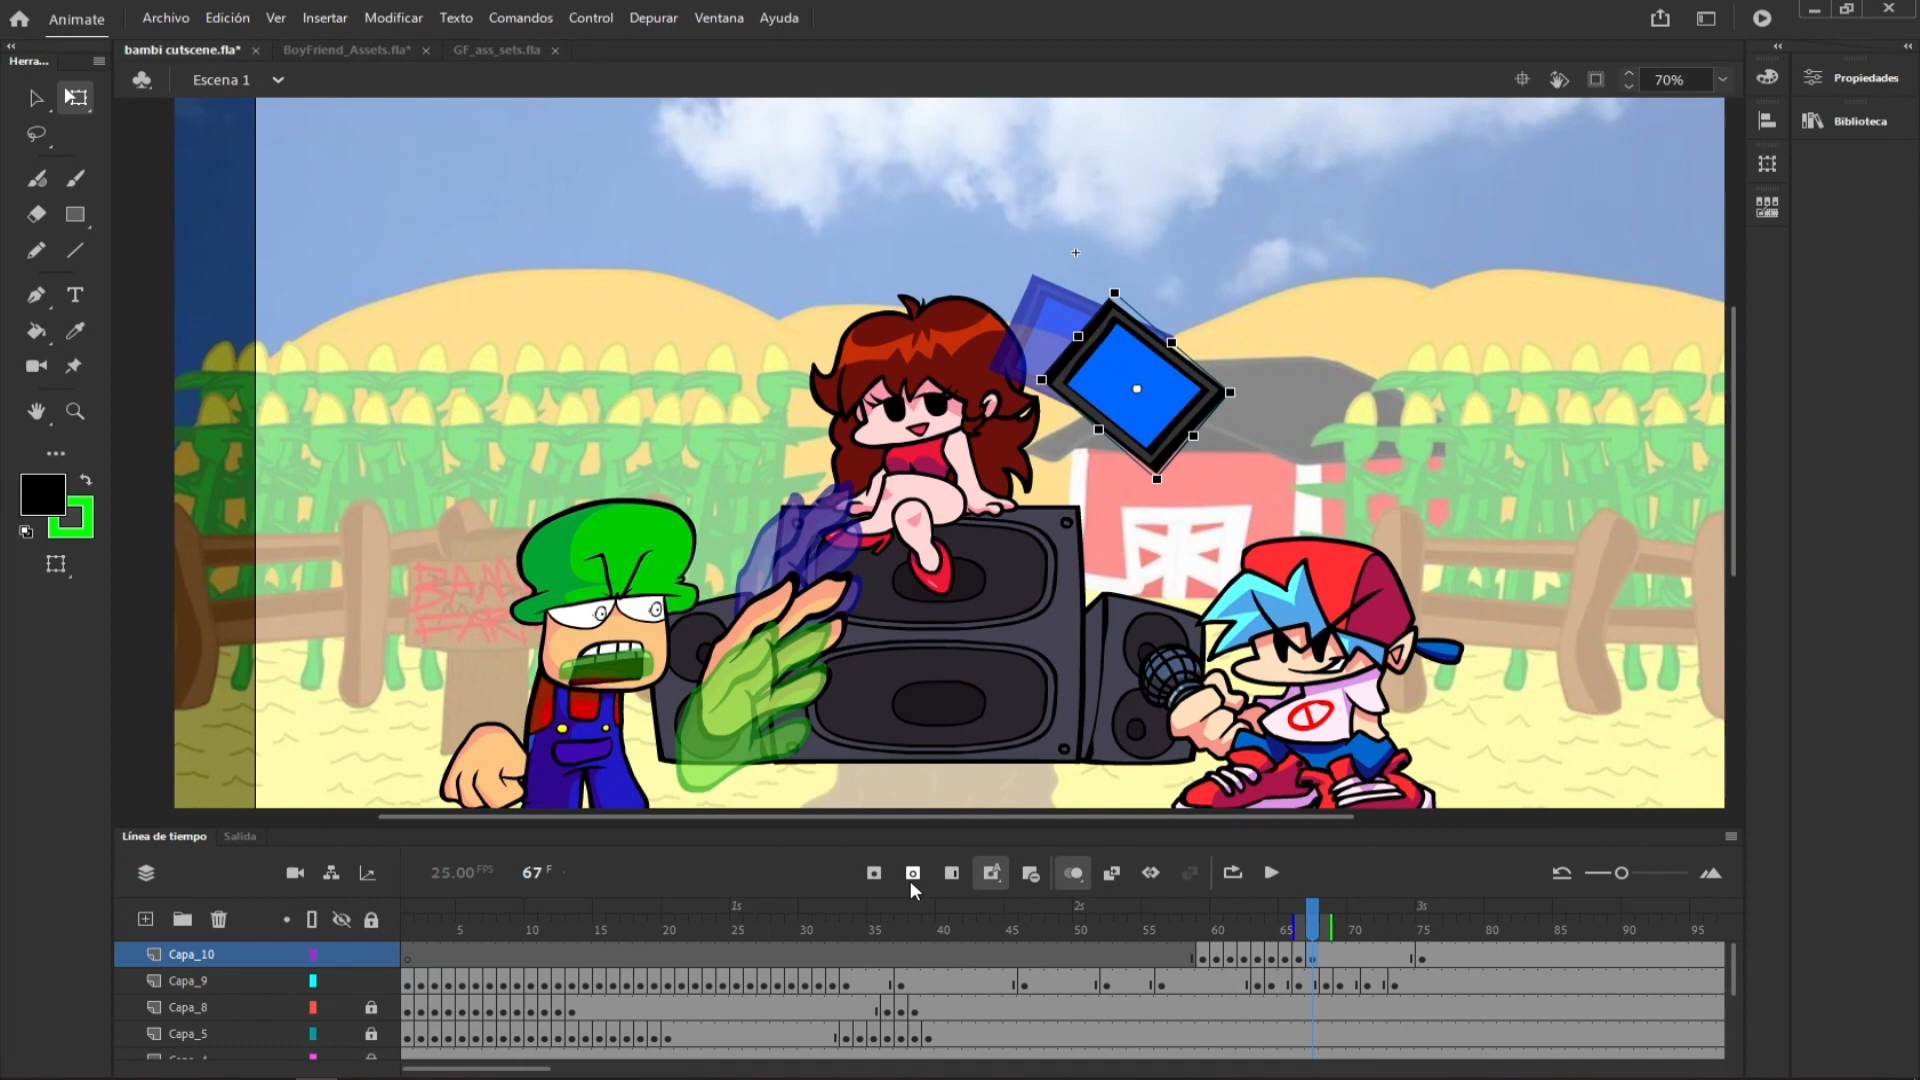 Animate
Archivo Edición Ver Insertar Modificar Texto Comandos Control Depurar Ventana Ayuda
bambi cutscene.fla* BoyFriend_Assets.fla* GF_ass_sets.fla
Herra...
Escena 1
70%
Propiedades
Biblioteca
Línea de tiempo Salida
25.00 FPS 67 F
1s 2s 3s
5 10 15 20 25 30 35 40 45 50 55 60 65 70 75 80 85 90 95
Capa_10
Capa_9
Capa_8
Capa_5